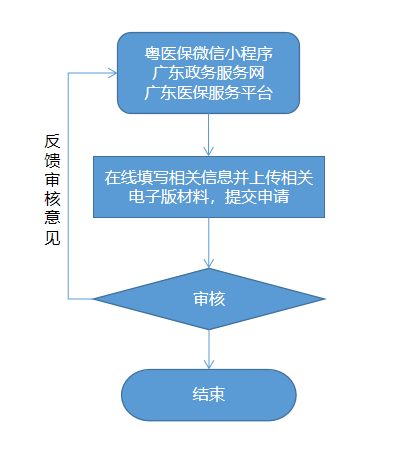 粤医保微信小程序
广东政务服务网
广东医保服务平台
反馈审核意见
在线填写相关信息并上传相关
电子版材料，提交申请
审核
结束